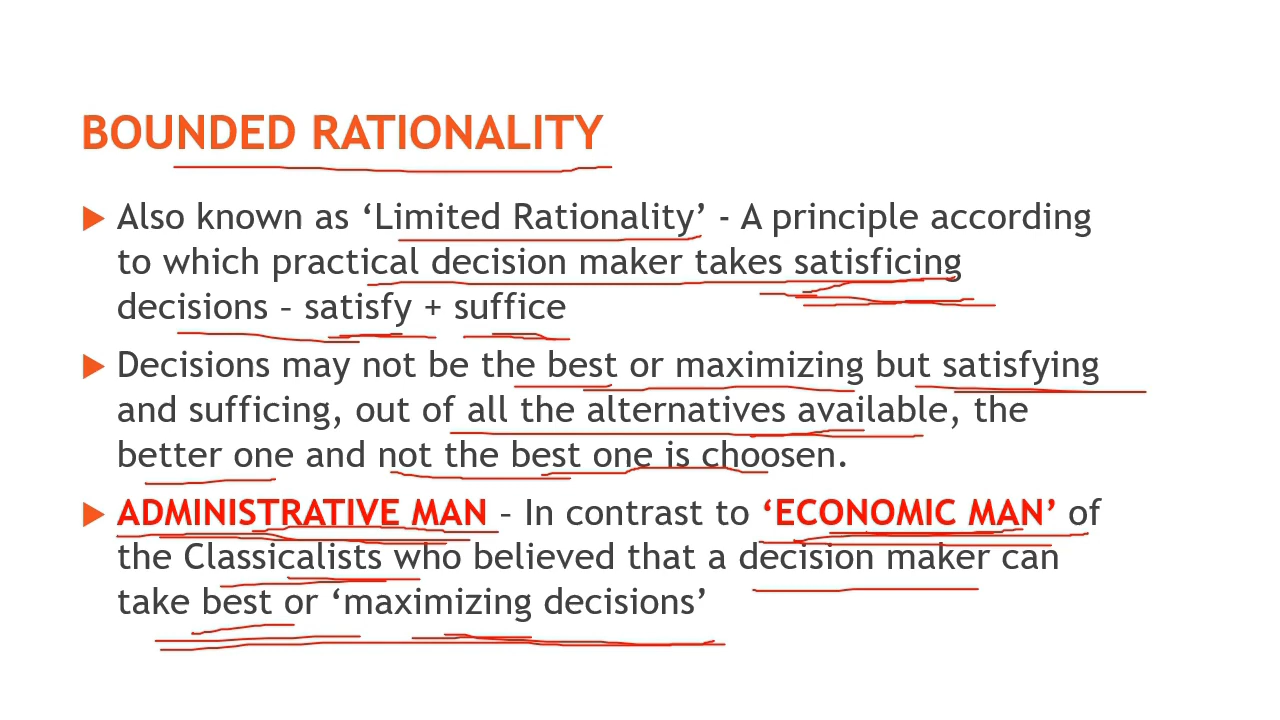 BOUNDED RATIONALITY
Also known as ‘Limited Rationality’ - A principle according
to which practical decision maker takes satisficing
decisions – satisfy + suffice
Decisions may not be the best or maximizing but satisfying
and sufficing, out of all the alternatives available, the
better one and not the best one is choosen.
ADMINISTRATIVE MAN – In contrast to ‘ECONOMIC MAN’ of
the Classicalists who believed that a decision maker can
take best or ‘maximizing decisions’